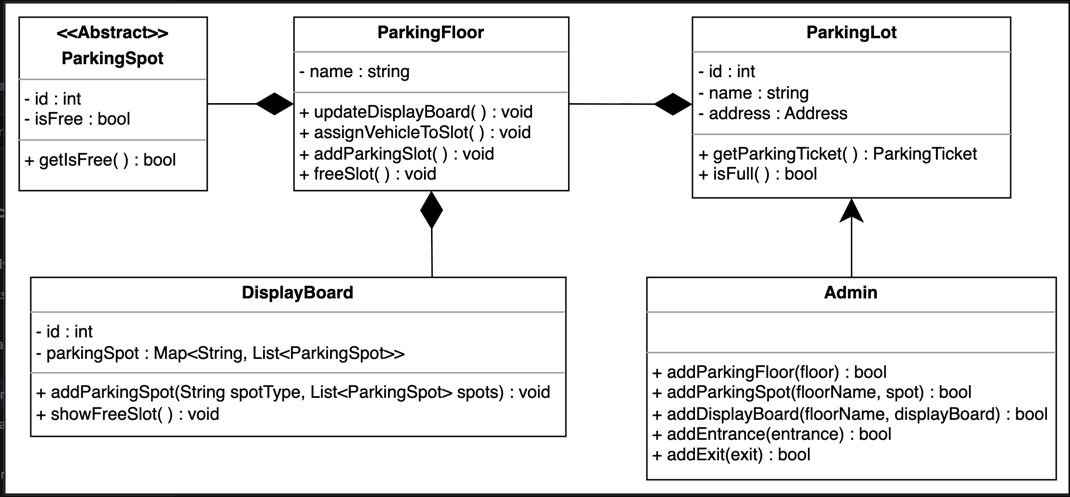 <<Abstract>>
ParkingSpot
- id : int
- isFree : bool
+ getIsFree( ) : bool
ParkingFloor
- name : string
+ updateDisplayBoard( ) : void
+ assignVehicleToSlot( ) : void
+ addParkingSlot( ) : void
+ freeSlot( ) : void
ParkingLot
- id : int
- name : string
- address : Address
+ getParkingTicket( ) : ParkingTicket
+ isFull( ) : bool
DisplayBoard
- id : int
- parkingSpot : Map<String, List<ParkingSpot>>
+ addParkingSpot(String spotType, List<ParkingSpot> spots) : void
+ showFreeSlot( ) : void
Admin
+ addParkingFloor(floor) : bool
+ addParkingSpot(floorName, spot) : bool
+ addDisplayBoard(floorName, displayBoard) : bool
+ addEntrance(entrance) : bool
+ addExit(exit) : bool